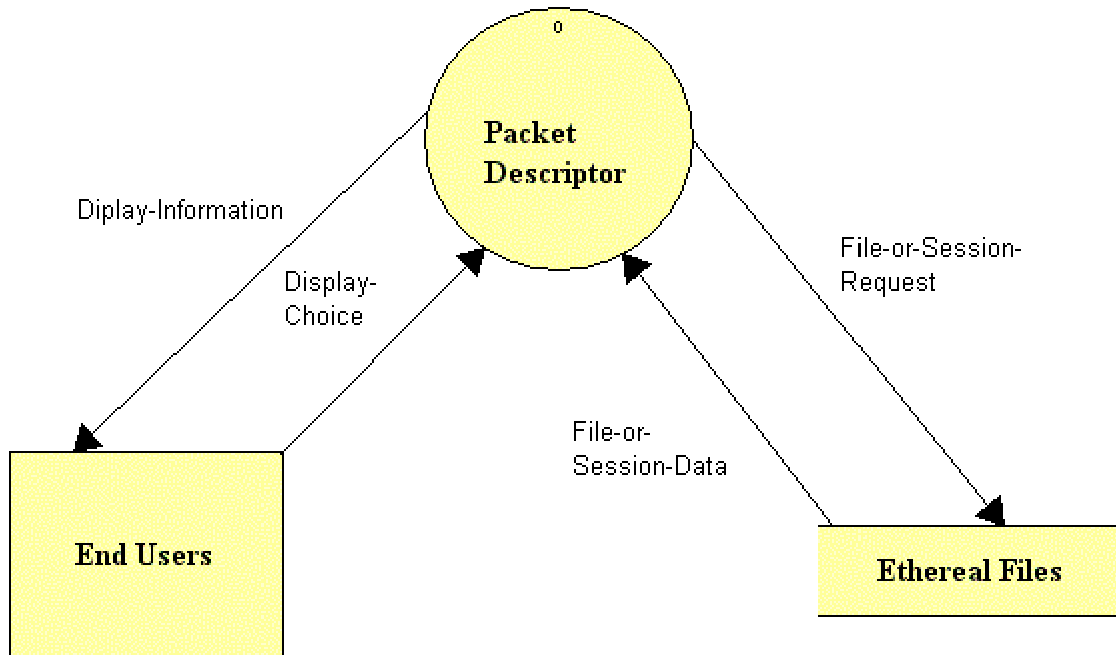 0
Packet
Descriptor
Diplay-Information
Display-
Choice
File-or-Session-
Request
File-or-
Session-Data
End Users
Ethereal Files